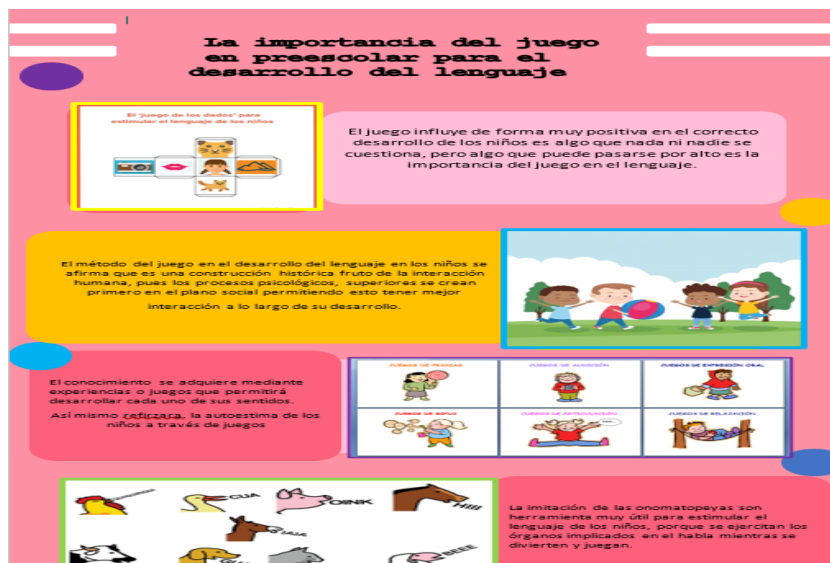 La importancia del juego
en preescolar para el
desarrollo del lenguaje
El "juego de los dados" para
estimular el lenguaje de los niños
El juego influye de forma muy positiva en el correcto
desarrollo de los niños es algo que nada ni nadie se
cuestiona, pero algo que puede pasarse por alto es la
importancia del juego en el lenguaje.
El método del juego en el desarrollo del lenguaje en los niños se
afirma que es una construcción histórica fruto de la interacción
humana, pues los procesos psicológicos, superiores se crean
primero en el plano social permitiendo esto tener mejor
interacción a lo largo de su desarrollo.
El conocimiento se adquiere mediante
experiencias o juegos que permitirá
desarrollar cada uno de sus sentidos.
Así mismo refirzara, la autoestima de los
niños a través de juegos
JUEGOS DE PRAXIAS
JUEGOS DE AUDICIÓN
JUEGOS DE EXPRESIÓN ORAL
JUEGOS DE SOPLO
JUEGOS DE ARTICULACIÓN
JUEGOS DE RELAJACIÓN
CUA
OINK
HIII
BEEE
La imitación de las onomatopeyas son
herramienta muy útil para estimular el
lenguaje de los niños, porque se ejercitan los
órganos implicados en el habla mientras se
divierten y juegan.